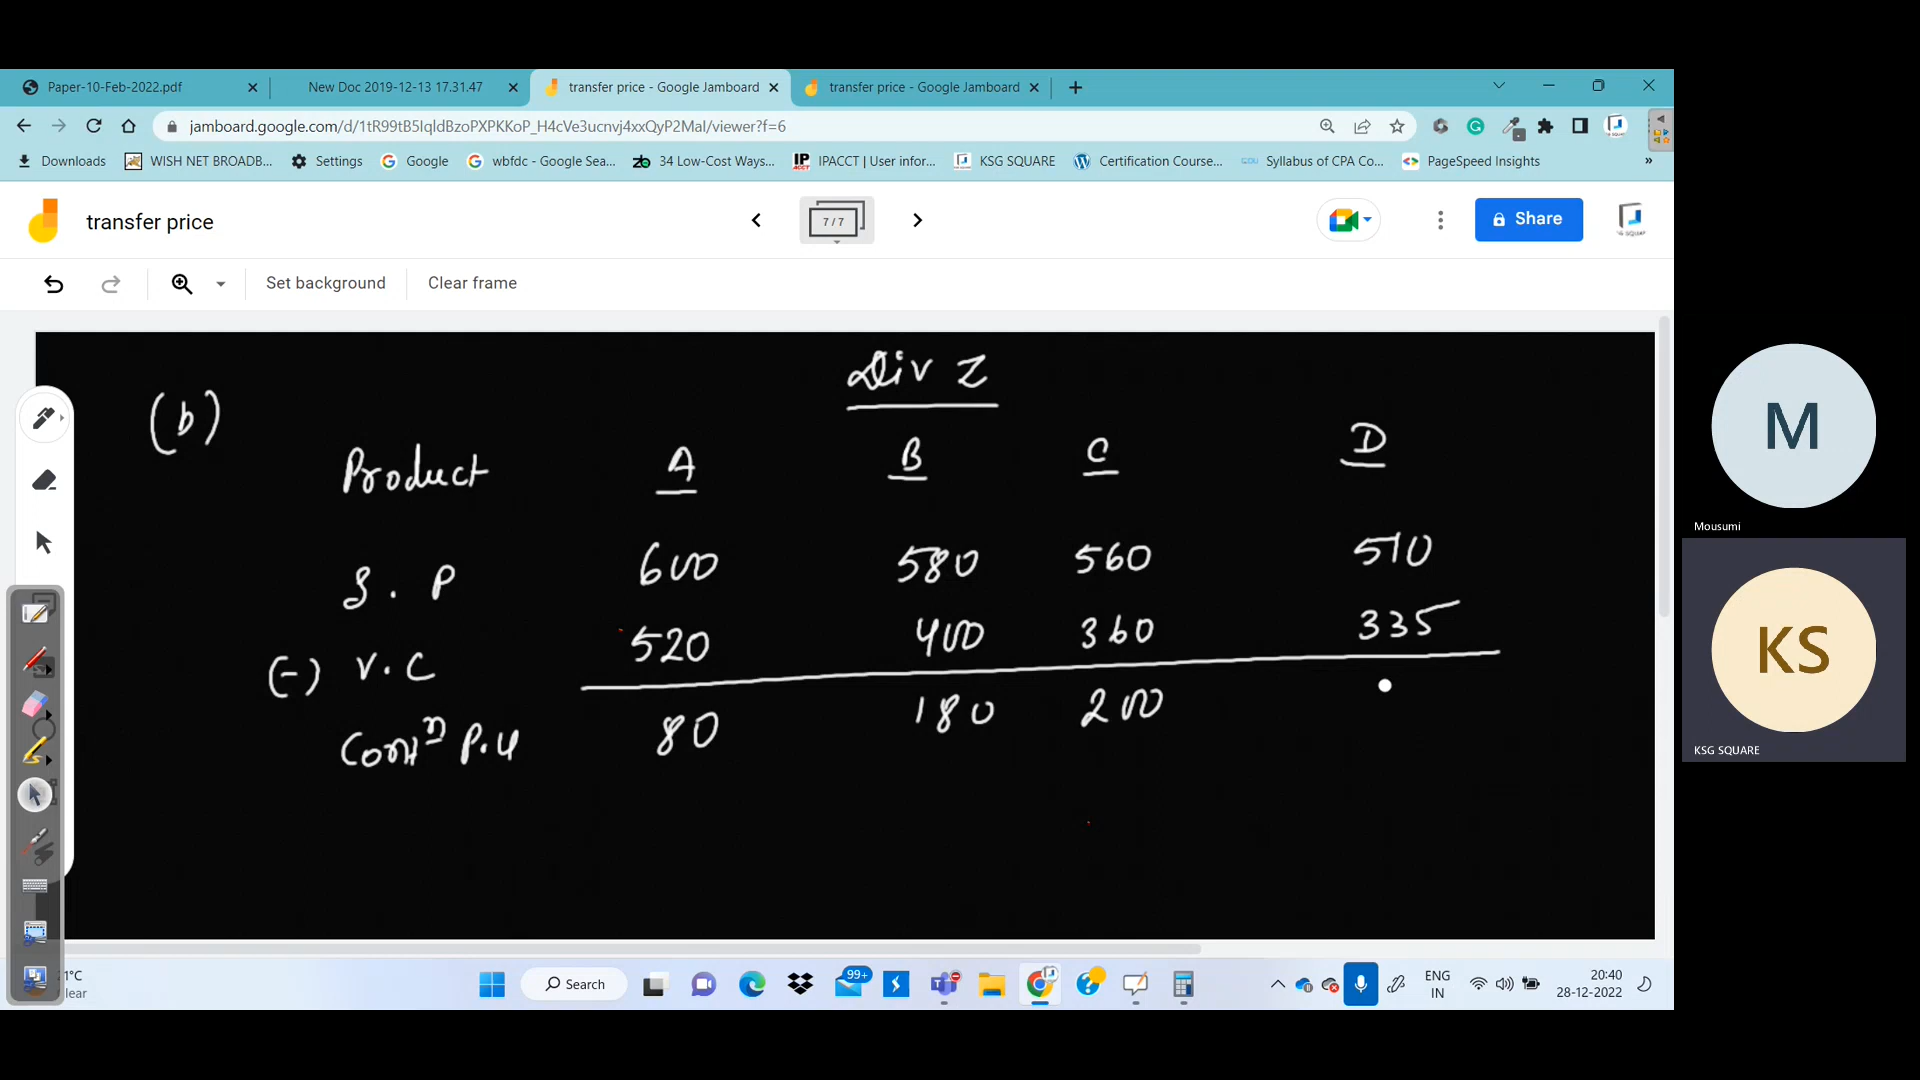 Paper-10-Feb-2022.pdf
New Doc 2019-12-13 17.31.47
transfer price - Google Jamboard
transfer price - Google Jamboard
jamboard.google.com/d/1tR99tB5IqldBzoPXPKKoP_H4cVe3ucnvj4xxQyP2MaI/viewer?f=6
Downloads
WISH NET BROADB...
Settings
Google
wbfdc - Google Sea...
34 Low-Cost Ways...
IPACCT | User infor...
KSG SQUARE
Certification Course...
Syllabus of CPA Co...
PageSpeed Insights
transfer price
7 / 7
Share
Set background
Clear frame
Div Z
(b)
Product A B C D
S. P 600 580 560 510
(-) V.C 520 400 360 335
Contn P.U 80 180 200
M
Mousumi
KS
KSG SQUARE
1°C
lear
Search
99+
ENG
IN
20:40
28-12-2022